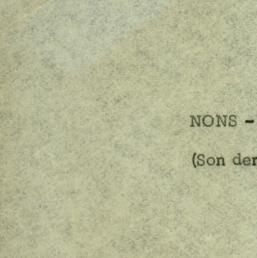 NONS -
(Son der